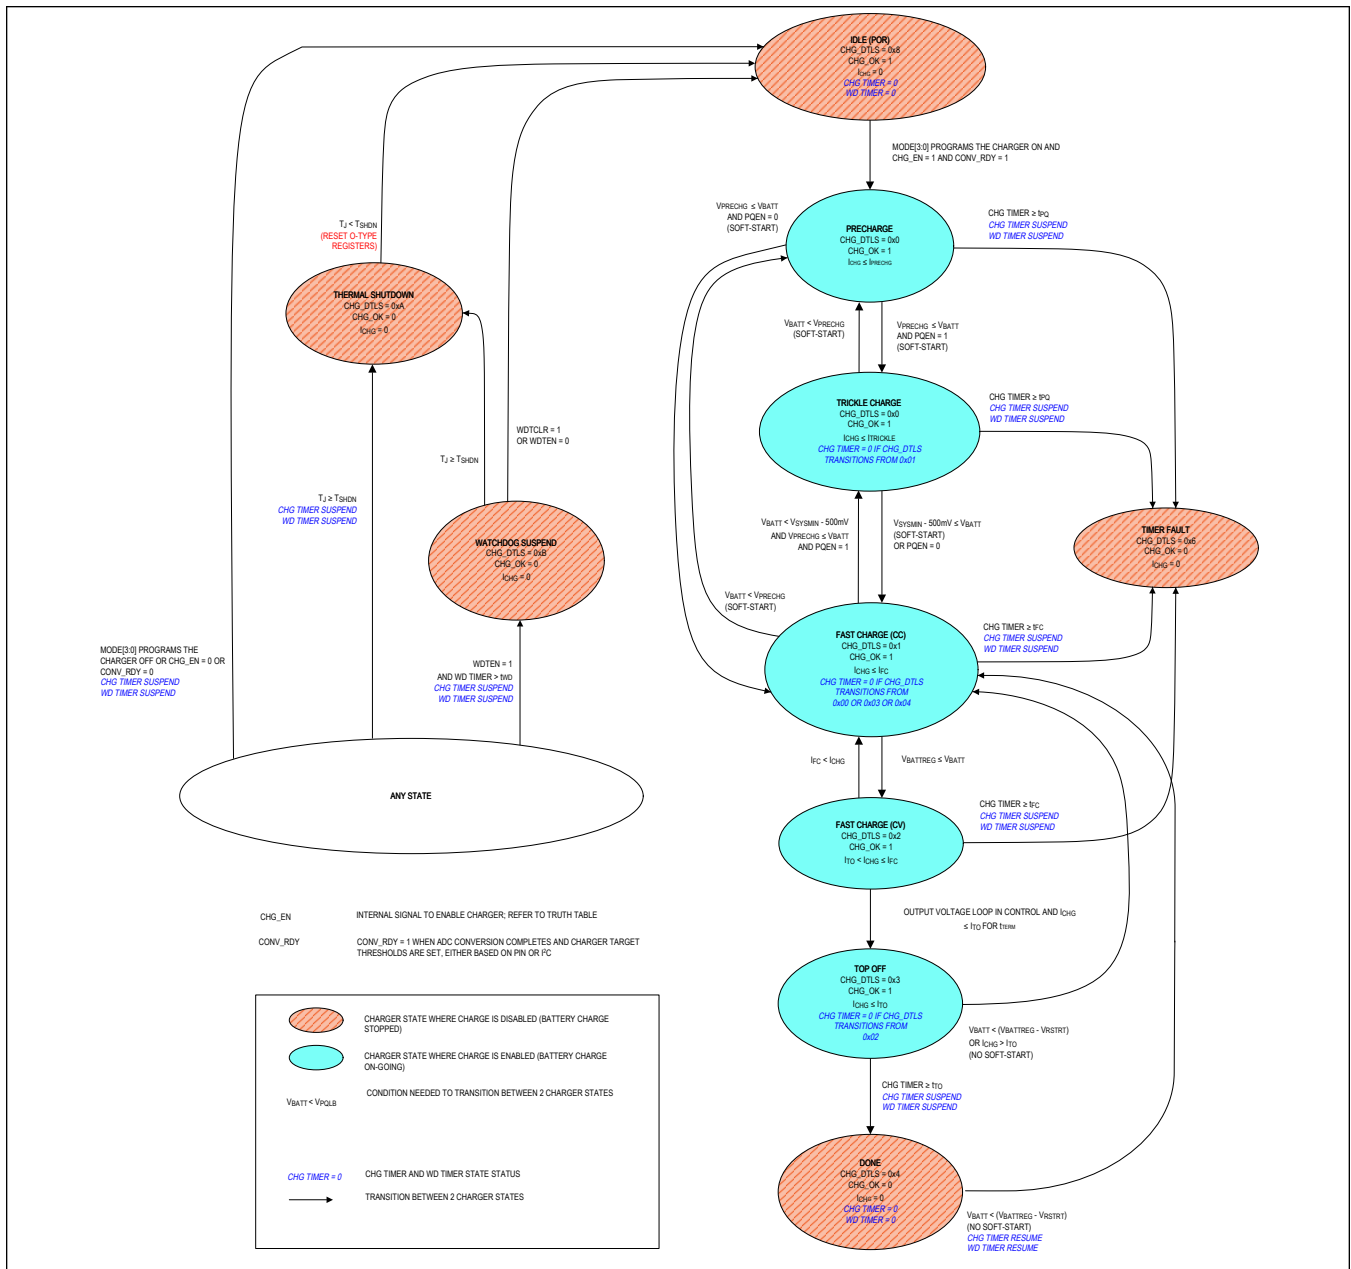 IDLE (POR)
CHG_DTLS = 0x8
CHG_OK = 1
ICHG = 0
CHG TIMER = 0
WD TIMER = 0
MODE[3:0] PROGRAMS THE CHARGER ON AND
CHG_EN = 1 AND CONV_RDY = 1
VPRECHG ≤ VBATT
AND PQEN = 0
(SOFT-START)
PRECHARGE
CHG_DTLS = 0x0
CHG_OK = 1
ICHG ≤ IPRECHG
CHG TIMER ≥ tPQ
CHG TIMER SUSPEND
WD TIMER SUSPEND
TJ < TSHDN
(RESET O-TYPE
REGISTERS)
THERMAL SHUTDOWN
CHG_DTLS = 0xA
CHG_OK = 0
ICHG = 0
VBATT < VPRECHG
(SOFT-START)
VPRECHG ≤ VBATT
AND PQEN = 1
(SOFT-START)
TRICKLE CHARGE
CHG_DTLS = 0x0
CHG_OK = 1
ICHG ≤ ITRICKLE
CHG TIMER = 0 IF CHG_DTLS
TRANSITIONS FROM 0x01
CHG TIMER ≥ tPQ
CHG TIMER SUSPEND
WD TIMER SUSPEND
WDTCLR = 1
OR WDTEN = 0
TJ ≥ TSHDN
TJ ≥ TSHDN
CHG TIMER SUSPEND
WD TIMER SUSPEND
WATCHDOG SUSPEND
CHG_DTLS = 0xB
CHG_OK = 0
ICHG = 0
VBATT < VSYSMIN - 500mV
AND VPRECHG ≤ VBATT
AND PQEN = 1
VSYSMIN - 500mV ≤ VBATT
(SOFT-START)
OR PQEN = 0
TIMER FAULT
CHG_DTLS = 0x6
CHG_OK = 0
ICHG = 0
VBATT < VPRECHG
(SOFT-START)
FAST CHARGE (CC)
CHG_DTLS = 0x1
CHG_OK = 1
ICHG ≤ IFC
CHG TIMER = 0 IF CHG_DTLS
TRANSITIONS FROM
0x00 OR 0x03 OR 0x04
CHG TIMER ≥ tFC
CHG TIMER SUSPEND
WD TIMER SUSPEND
MODE[3:0] PROGRAMS THE
CHARGER OFF OR CHG_EN = 0 OR
CONV_RDY = 0
CHG TIMER SUSPEND
WD TIMER SUSPEND
WDTEN = 1
AND WD TIMER > tWD
CHG TIMER SUSPEND
WD TIMER SUSPEND
IFC < ICHG
VBATTREG ≤ VBATT
ANY STATE
FAST CHARGE (CV)
CHG_DTLS = 0x2
CHG_OK = 1
ITO < ICHG ≤ IFC
CHG TIMER ≥ tFC
CHG TIMER SUSPEND
WD TIMER SUSPEND
CHG_EN INTERNAL SIGNAL TO ENABLE CHARGER; REFER TO TRUTH TABLE
CONV_RDY CONV_RDY = 1 WHEN ADC CONVERSION COMPLETES AND CHARGER TARGET
THRESHOLDS ARE SET, EITHER BASED ON PIN OR I²C
OUTPUT VOLTAGE LOOP IN CONTROL AND ICHG
≤ ITO FOR tTERM
TOP OFF
CHG_DTLS = 0x3
CHG_OK = 1
ICHG ≤ ITO
CHG TIMER = 0 IF CHG_DTLS
TRANSITIONS FROM
0x02
VBATT < (VBATTREG - VRSTRT)
OR ICHG > ITO
(NO SOFT-START)
CHG TIMER ≥ tTO
CHG TIMER SUSPEND
WD TIMER SUSPEND
DONE
CHG_DTLS = 0x4
CHG_OK = 0
ICHG = 0
CHG TIMER = 0
WD TIMER = 0
VBATT < (VBATTREG - VRSTRT)
(NO SOFT-START)
CHG TIMER RESUME
WD TIMER RESUME
CHARGER STATE WHERE CHARGE IS DISABLED (BATTERY CHARGE
STOPPED)
CHARGER STATE WHERE CHARGE IS ENABLED (BATTERY CHARGE
ON-GOING)
VBATT < VPQLB CONDITION NEEDED TO TRANSITION BETWEEN 2 CHARGER STATES
CHG TIMER = 0 CHG TIMER AND WD TIMER STATE STATUS
TRANSITION BETWEEN 2 CHARGER STATES